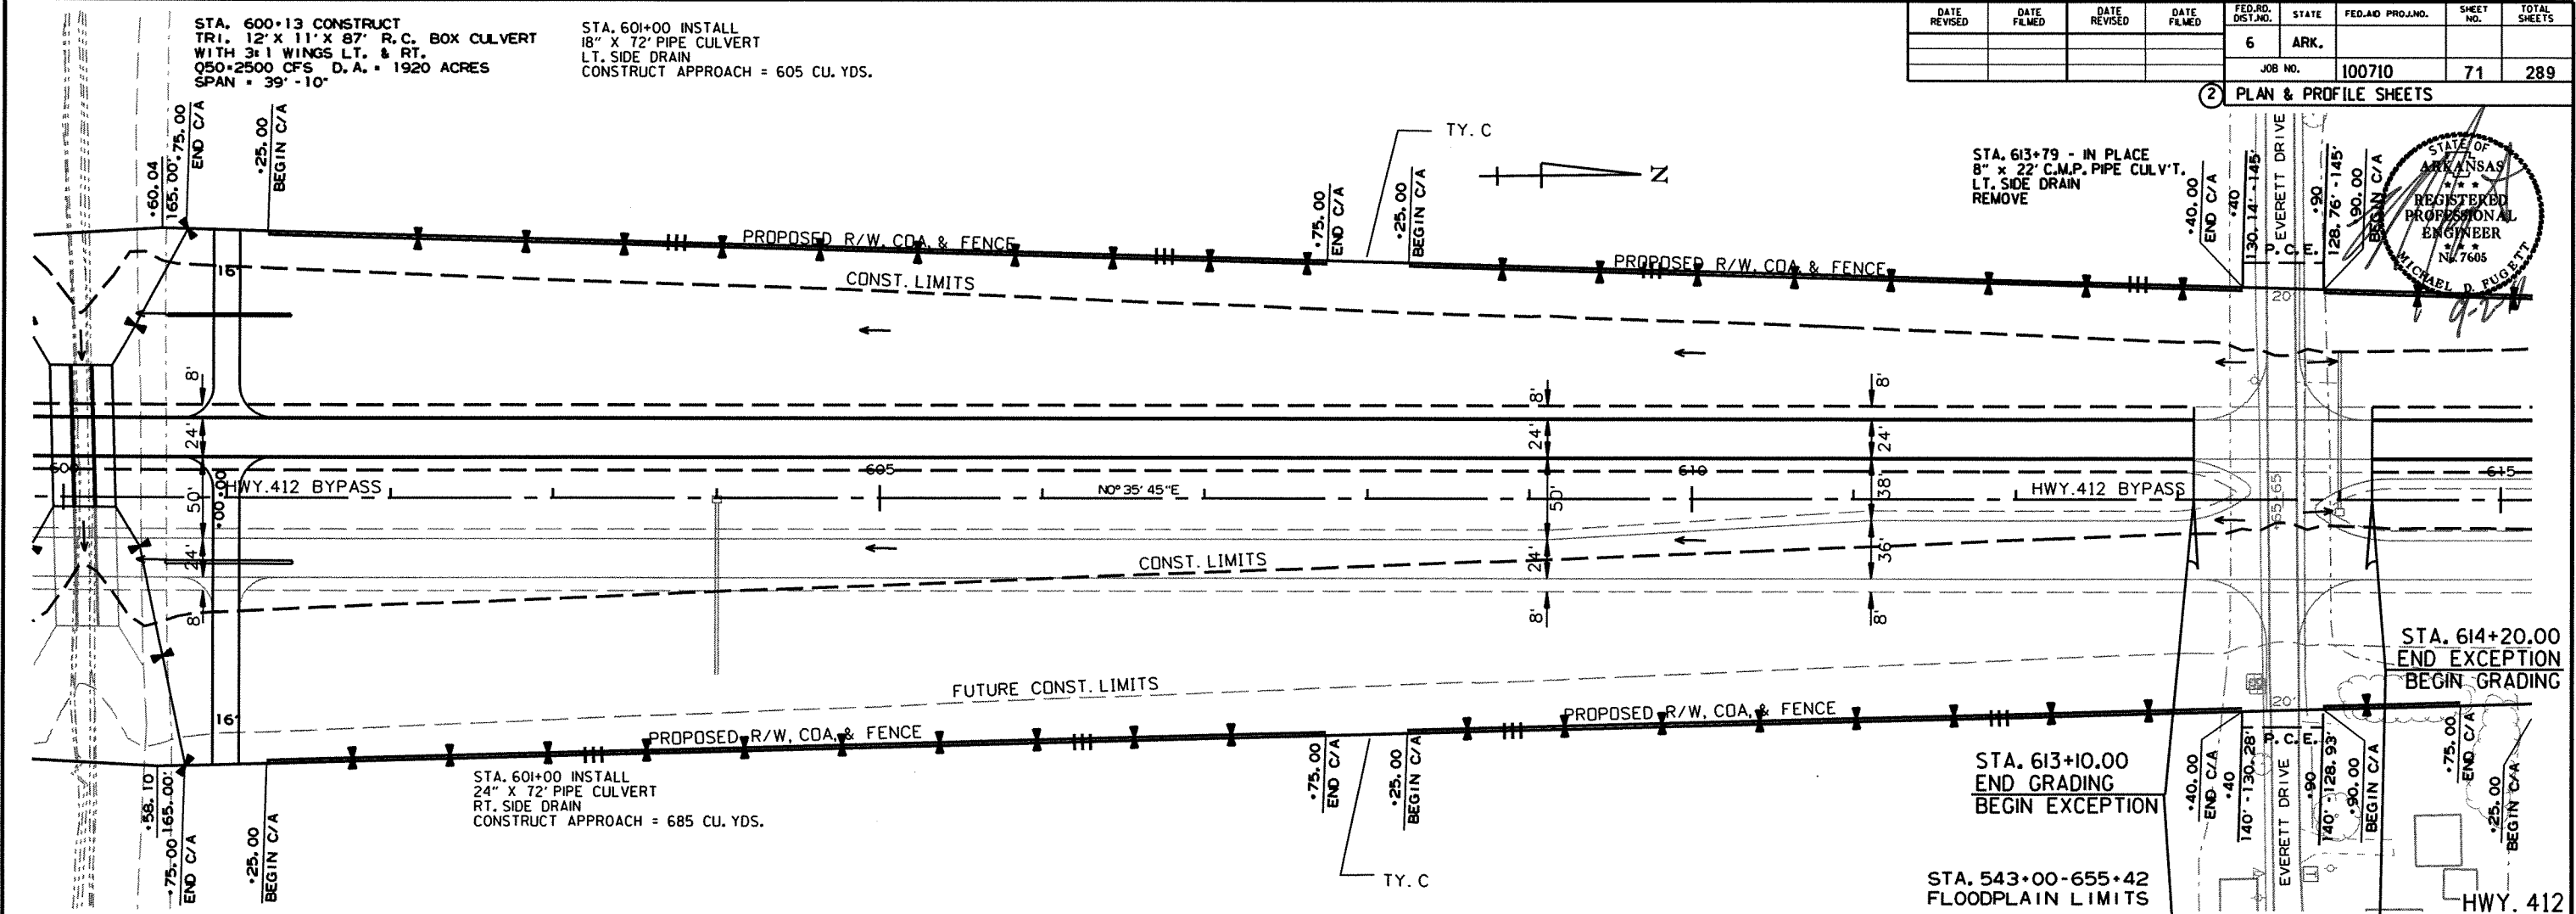 STA. 600+13 CONSTRUCT
TRI. 12' X 11' X 87' R.C. BOX CULVERT
WITH 3:1 WINGS LT. & RT.
Q50=2500 CFS D.A. = 1920 ACRES
SPAN = 39'-10"
STA. 601+00 INSTALL
18" X 72' PIPE CULVERT
LT. SIDE DRAIN
CONSTRUCT APPROACH = 605 CU. YDS.
DATE REVISED
DATE FILMED
DATE REVISED
DATE FILMED
FED.RD. DIST.NO.
STATE
FED.AID PROJ.NO.
SHEET NO.
TOTAL SHEETS
6
ARK.
JOB NO.
100710
71
289
2
PLAN & PROFILE SHEETS
+60.04
165.00'
+75.00
END C/A
+25.00
BEGIN C/A
TY. C
N
+75.00
END C/A
+25.00
BEGIN C/A
STA. 613+79 - IN PLACE
8" x 22' C.M.P. PIPE CULV'T.
LT. SIDE DRAIN
REMOVE
+40.00
END C/A
+40
130.14'-145'
EVERETT DRIVE
+90
128.76'-145'
+90.00
BEGIN C/A
P.C.E.
STATE OF
ARKANSAS
REGISTERED
PROFESSIONAL
ENGINEER
No. 7605
MICHAEL D. FUGETT
PROPOSED R/W, COA, & FENCE
PROPOSED R/W, COA, & FENCE
16'
CONST. LIMITS
20'
8'
8'
8'
24'
24'
24'
600
605
610
615
HWY.412 BYPASS
N0°35'45"E
HWY.412 BYPASS
+00.00
50'
50'
38'
+65.65
24'
24'
36'
CONST. LIMITS
8'
8'
8'
STA. 614+20.00
END EXCEPTION
BEGIN GRADING
FUTURE CONST. LIMITS
16'
PROPOSED R/W, COA, & FENCE
PROPOSED R/W, COA, & FENCE
20'
P.C.E.
STA. 601+00 INSTALL
24" X 72' PIPE CULVERT
RT. SIDE DRAIN
CONSTRUCT APPROACH = 685 CU. YDS.
+58.10
165.00'
+75.00
END C/A
+25.00
BEGIN C/A
+75.00
END C/A
+25.00
BEGIN C/A
TY. C
STA. 613+10.00
END GRADING
BEGIN EXCEPTION
+40.00
END C/A
+40
140'-130.28'
EVERETT DRIVE
+90
140'-128.93'
+90.00
BEGIN C/A
+75.00
END C/A
+25.00
BEGIN C/A
STA. 543+00-655+42
FLOODPLAIN LIMITS
HWY. 412